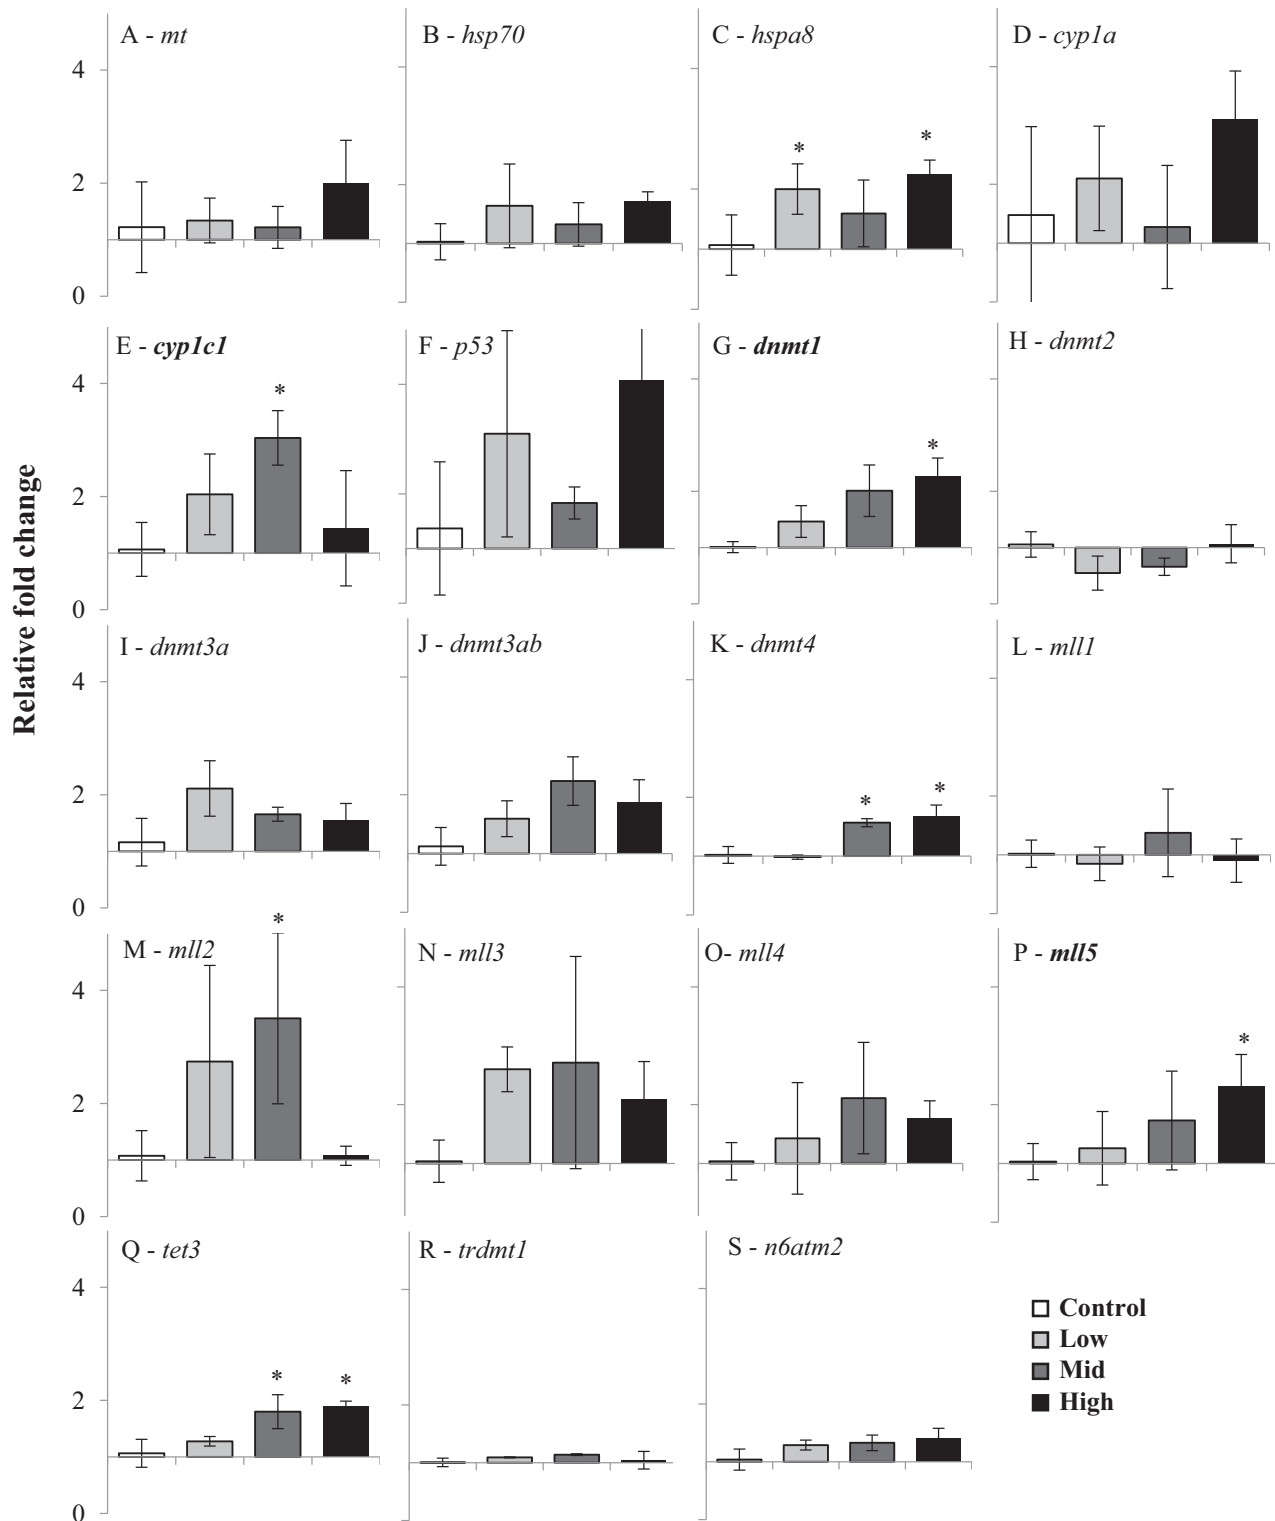 A - mt
B - hsp70
C - hspa8
D - cyp1a
4
2
0
*
*
E - cyp1c1
F - p53
G - dnmt1
H - dnmt2
4
2
0
*
*
Relative fold change
I - dnmt3a
J - dnmt3ab
K - dnmt4
L - mll1
4
2
0
*
*
M - mll2
N - mll3
O- mll4
P - mll5
4
2
0
*
*
Q - tet3
R - trdmt1
S - n6atm2
4
2
0
*
*
Control
Low
Mid
High